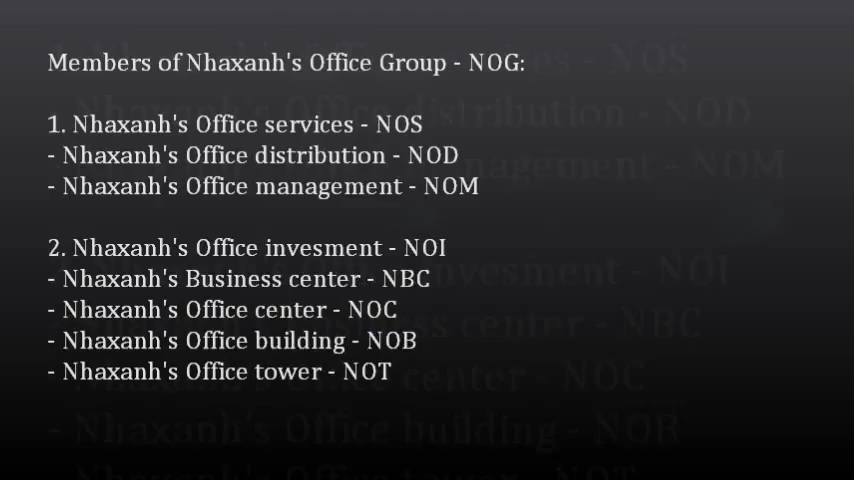 Members of Nhaxanh's Office Group - NOG:
1. Nhaxanh's Office services - NOS
- Nhaxanh's Office distribution - NOD
- Nhaxanh's Office management - NOM
2. Nhaxanh's Office invesment - NOI
- Nhaxanh's Business center - NBC
- Nhaxanh's Office center - NOC
- Nhaxanh's Office building - NOB
- Nhaxanh's Office tower - NOT